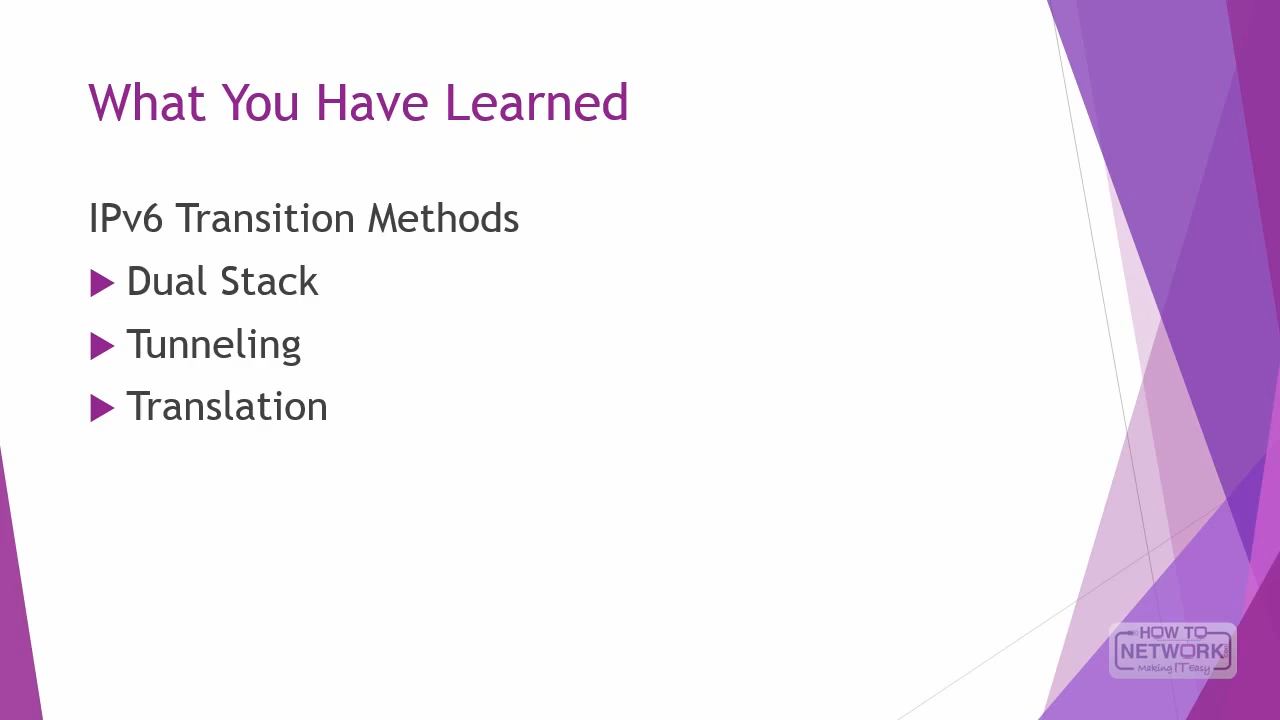 What You Have Learned
IPv6 Transition Methods
Dual Stack
Tunneling
Translation
HOW TO
NETWORK
Making IT Easy